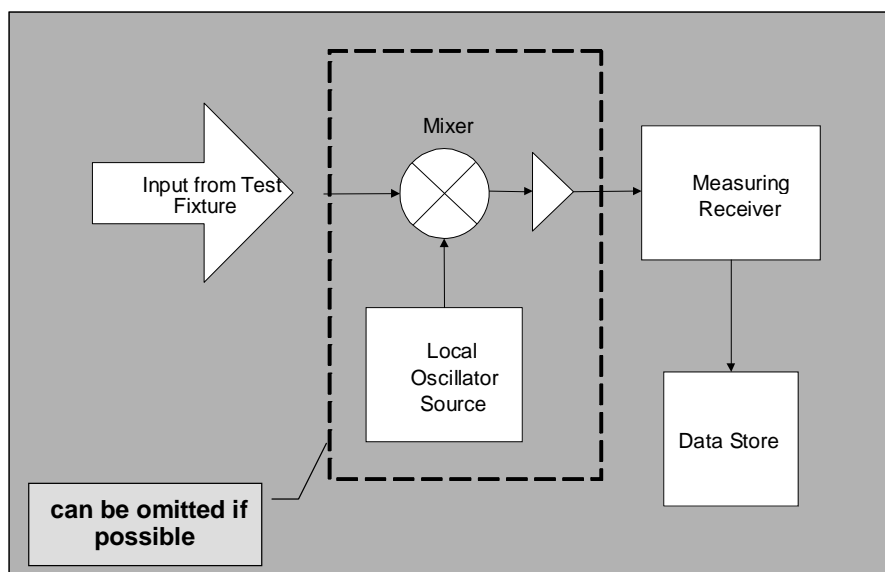 Mixer
Input from Test
Fixture
Measuring
Receiver
Local
Oscillator
Source
Data Store
can be omitted if
possible